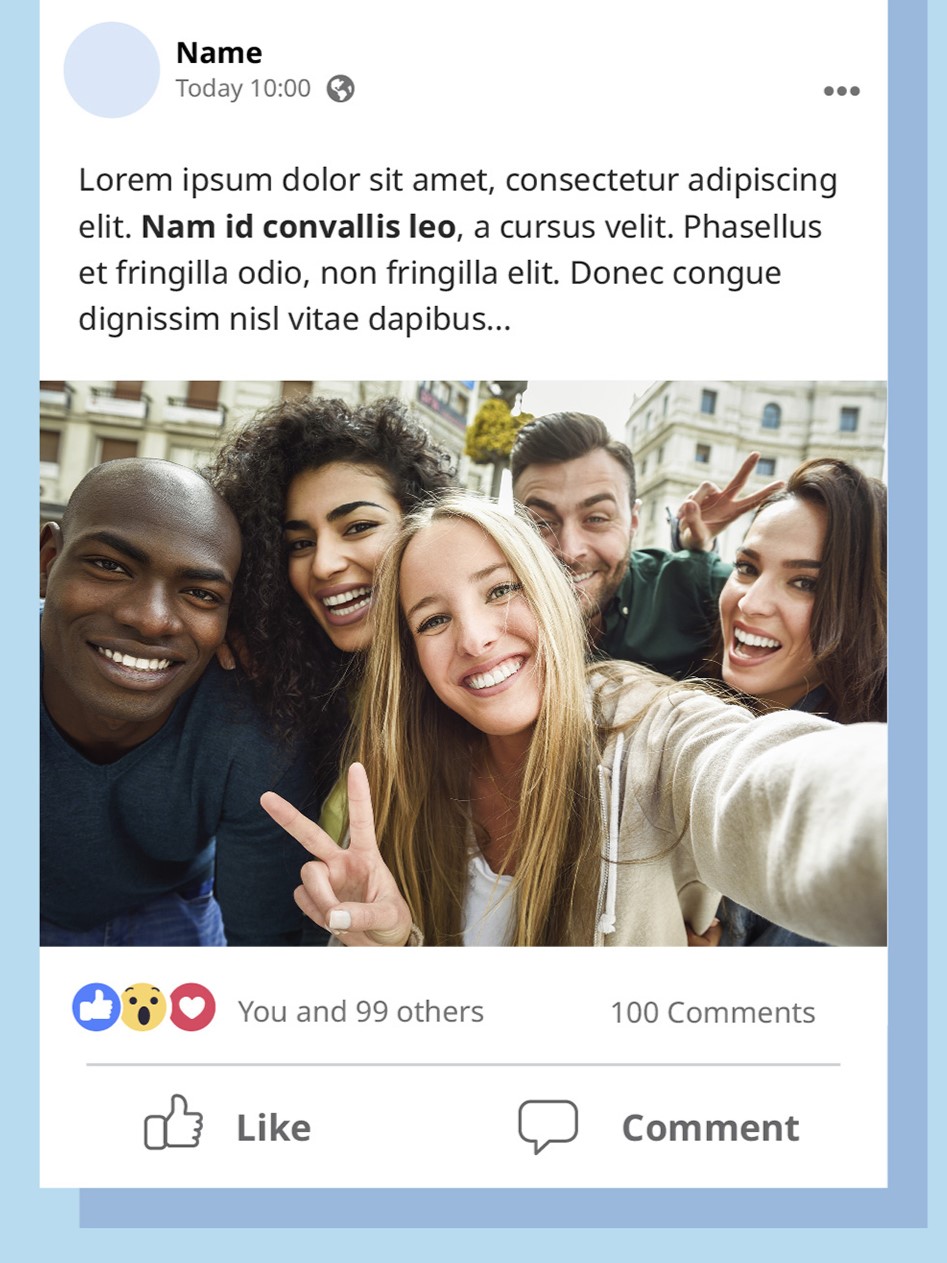 Name
Today 10:00
Lorem ipsum dolor sit amet, consectetur adipiscing
elit. Nam id convallis leo, a cursus velit. Phasellus
et fringilla odio, non fringilla elit. Donec congue
dignissim nisl vitae dapibus...
You and 99 others
100 Comments
Like
Comment